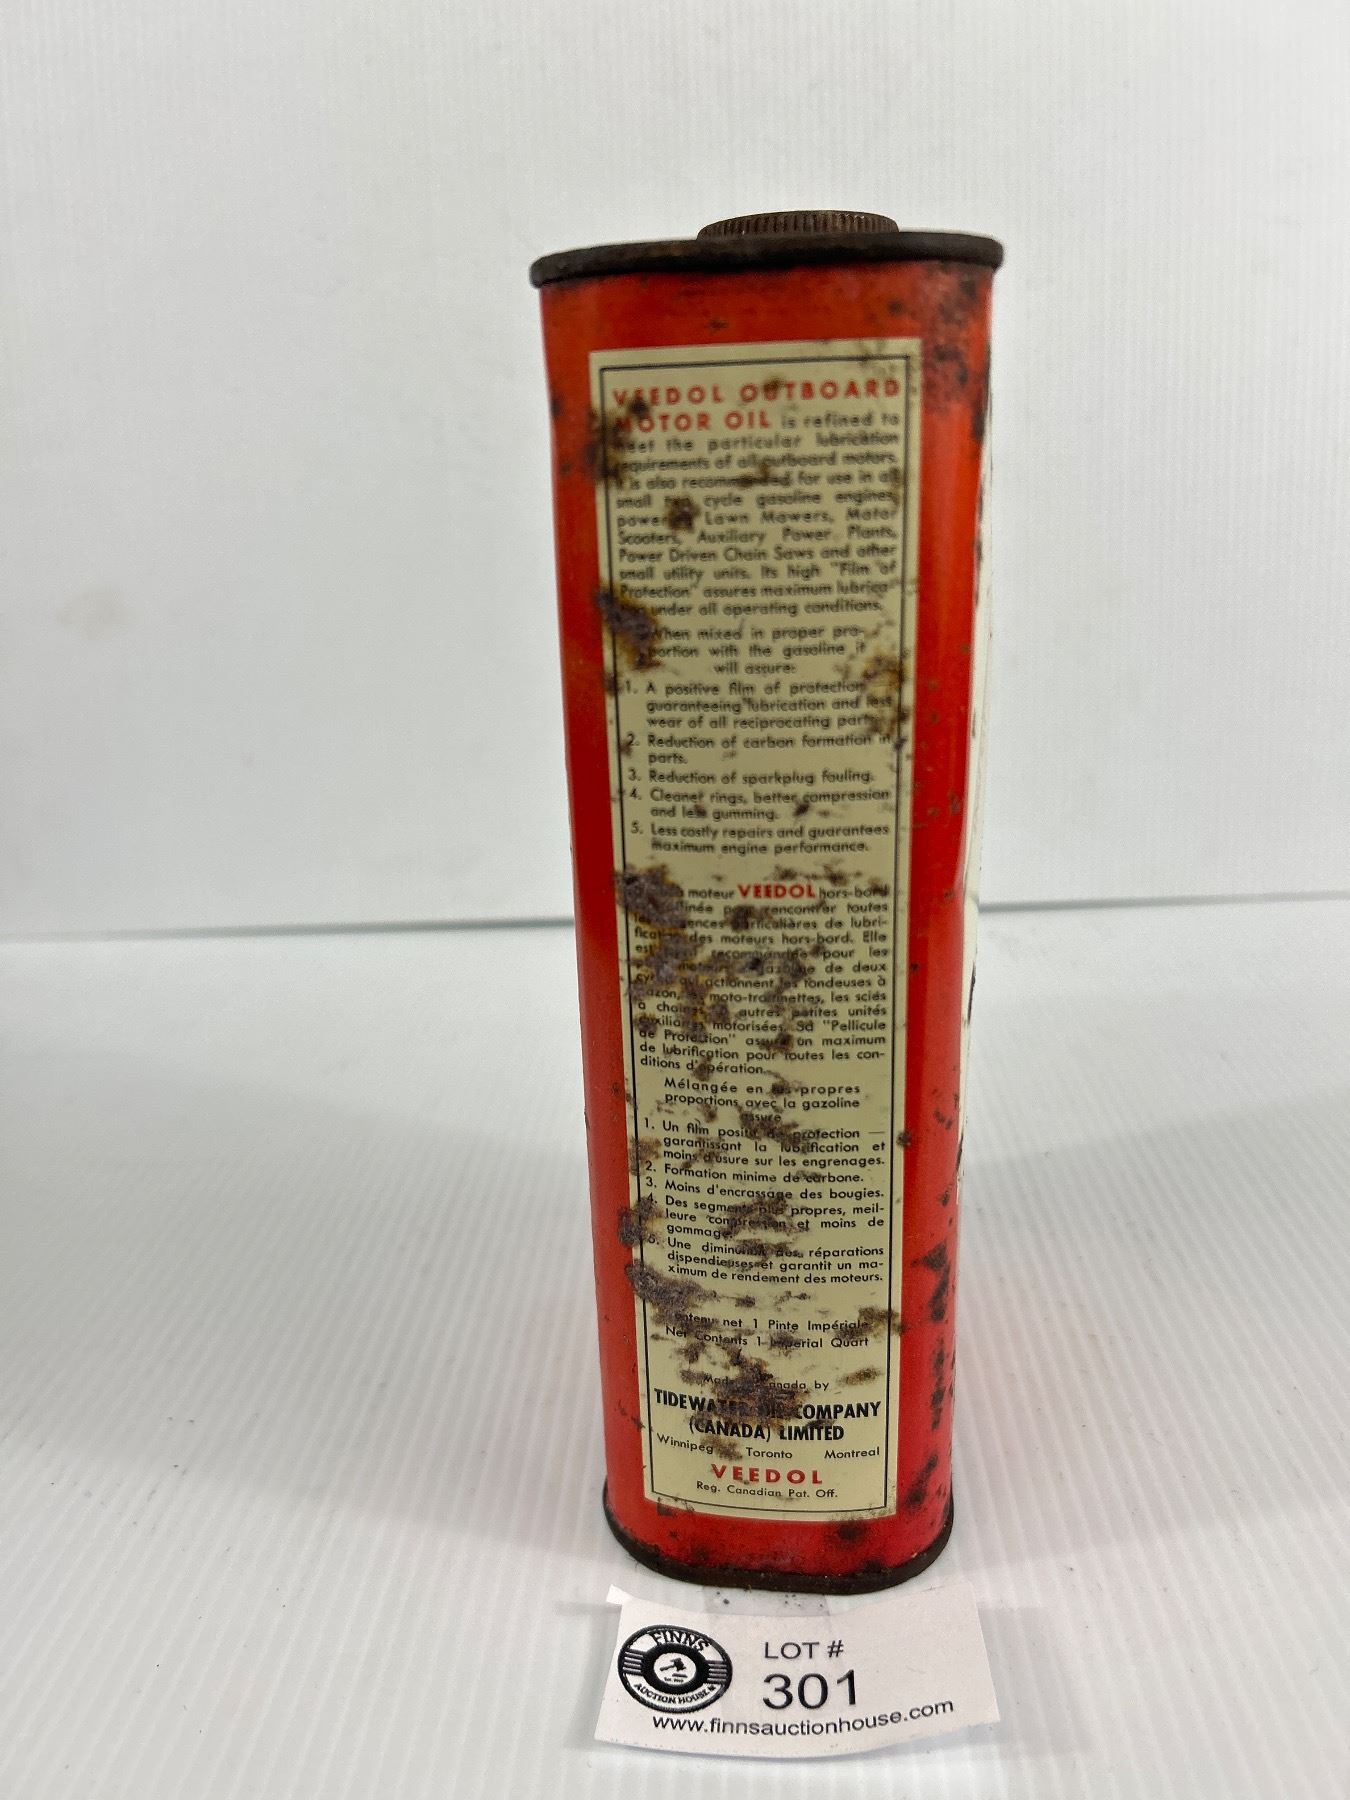 VEEDOL OUTBOARD
MOTOR OIL is refined to
meet the particular lubrication
requirements of all outboard motors.
It is also recommended for use in all
small two cycle gasoline engines
powering Lawn Mowers, Motor
Scooters, Auxiliary Power Plants,
Power Driven Chain Saws and other
small utility units. Its high "Film of
Protection" assures maximum lubrica-
tion under all operating conditions.
When mixed in proper pro-
portion with the gasoline it
will assure:
1. A positive film of protection
guaranteeing lubrication and less
wear of all reciprocating parts.
2. Reduction of carbon formation in
parts.
3. Reduction of sparkplug fouling.
4. Cleaner rings, better compression
and less gumming.
5. Less costly repairs and guarantees
maximum engine performance.
moteur VEEDOL hors-bord
raffinée pour rencontrer toutes
les exigences particulières de lubri-
fication des moteurs hors-bord. Elle
est recommandée pour les
moteurs à gazoline de deux
cycles qui actionnent les tondeuses à
gazon, les moto-trottinettes, les sciés
à chaines autres petites unités
auxiliaires motorisées. Sa "Pellicule
de Protection" assure un maximum
de lubrification pour toutes les con-
ditions d'opération.
Mélangée en les propres
proportions avec la gazoline
assure
1. Un film positif de protection —
garantissant la lubrification et
moins d'usure sur les engrenages.
2. Formation minime de carbone.
3. Moins d'encrassage des bougies.
4. Des segments plus propres, meil-
leure compression et moins de
gommage.
5. Une diminution des réparations
dispendieuses et garantit un ma-
ximum de rendement des moteurs.
Contenu net 1 Pinte Impériale
Net Contents 1 Imperial Quart
Made in Canada by
TIDEWATER OIL COMPANY
(CANADA) LIMITED
Winnipeg Toronto Montreal
VEEDOL
Reg. Canadian Pat. Off.
FINNS
AUCTION HOUSE
LOT #
301
www.finnsauctionhouse.com